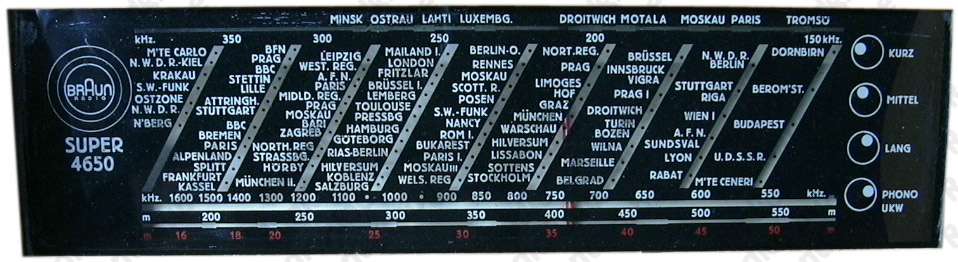 MINSK OSTRAU LAHTI LUXEMBG. DROITWICH MOTALA MOSKAU PARIS TROMSÖ
kHz. 350 300 250 200 150 kHz.
BRAUN
RADIO
SUPER
4650
M'TE CARLO
N.W.D.R.-KIEL
KRAKAU
S.W.-FUNK
OSTZONE
N.W.D.R.
N'BERG
BFN
PRAG
BBC
STETTIN
LILLE
ATTRINGH.
STUTTGART
BBC
BREMEN
PARIS
ALPENLAND
SPLITT
FRANKFURT
KASSEL
LEIPZIG
WEST. REG.
A.F.N.
PARIS
MIDLD. REG.
PRAG
MOSKAU
BARI
ZAGREB
NORTH.REG
STRASSBG.
HÖRBY
MÜNCHEN II.
MAILAND I.
LONDON
FRITZLAR
BRÜSSEL I.
LEMBERG
TOULOUSE
PRESSBG
HAMBURG
GÖTEBORG
RIAS-BERLIN
HILVERSUM
KOBLENZ
SALZBURG
BERLIN-O.
RENNES
MOSKAU
SCOTT. R.
POSEN
S.W.-FUNK
NANCY
ROM I.
BUKAREST
PARIS I.
MOSKAU III
WELS. REG
NORT.REG.
PRAG
LIMOGES
HOF
GRAZ
MÜNCHEN
WARSCHAU
HILVERSUM
LISSABON
SOTTENS
STOCKHOLM
BRÜSSEL
INNSBRUCK
VIGRA
PRAG I
DROITWICH
TURIN
BOZEN
WILNA
MARSEILLE
BELGRAD
N.W.D.R.
BERLIN
STUTTGART
RIGA
WIEN I
A.F.N.
SUNDSVAL
LYON
RABAT
M'TE CENERI
DORNBIRN
BEROM'ST.
BUDAPEST
U.D.S.S.R.
kHz. 1600 1500 1400 1300 1200 1100 1000 900 850 800 750 700 650 600 550 kHz.
m 200 250 300 350 400 450 500 550 m
m 16 18 20 25 30 35 40 45 50 m
KURZ
MITTEL
LANG
PHONO
UKW